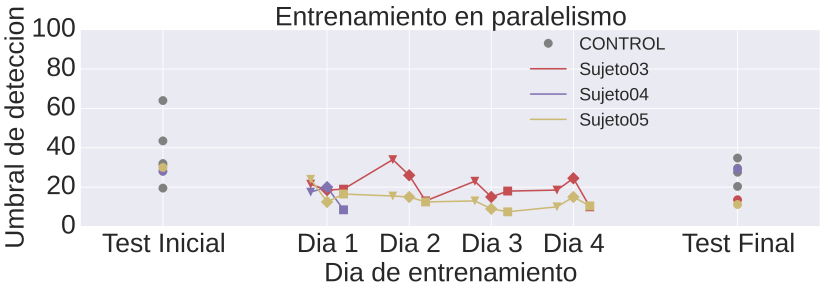 Entrenamiento en paralelismo
Umbral de deteccion
100
80
60
40
20
0
CONTROL
Sujeto03
Sujeto04
Sujeto05
Test Inicial
Dia 1
Dia 2
Dia 3
Dia 4
Test Final
Dia de entrenamiento